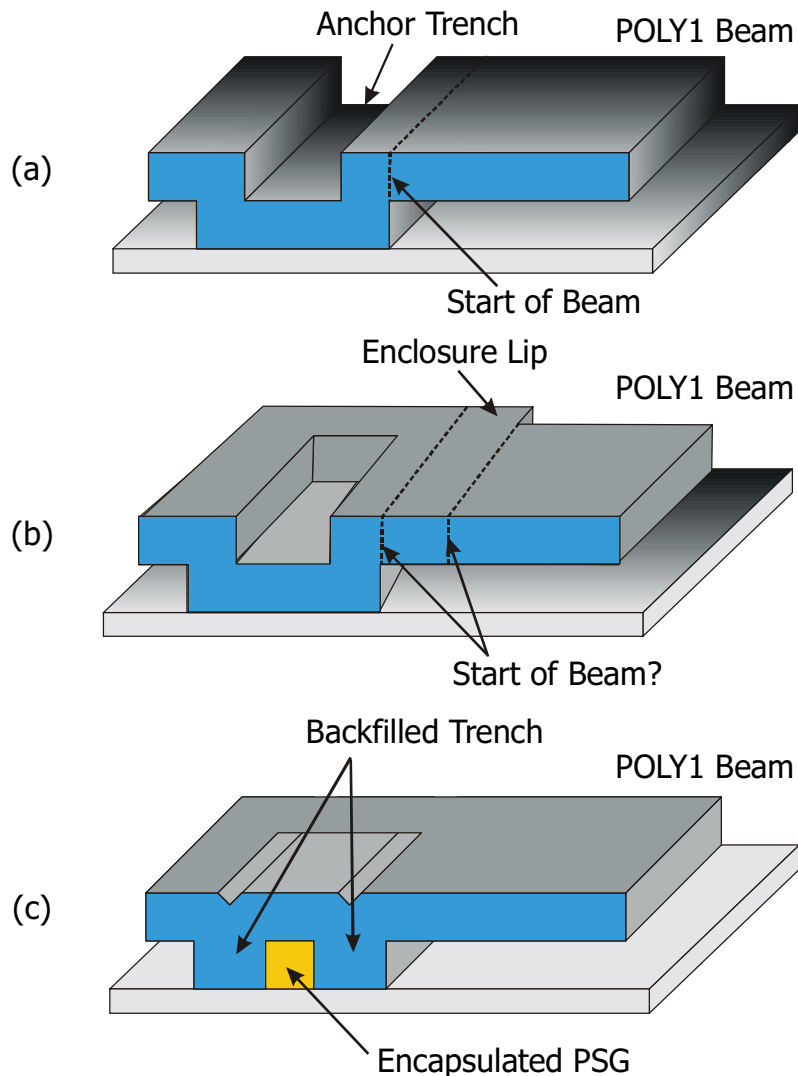 Anchor Trench
POLY1 Beam
(a)
Start of Beam
Enclosure Lip
POLY1 Beam
(b)
Start of Beam?
Backfilled Trench
POLY1 Beam
(c)
Encapsulated PSG